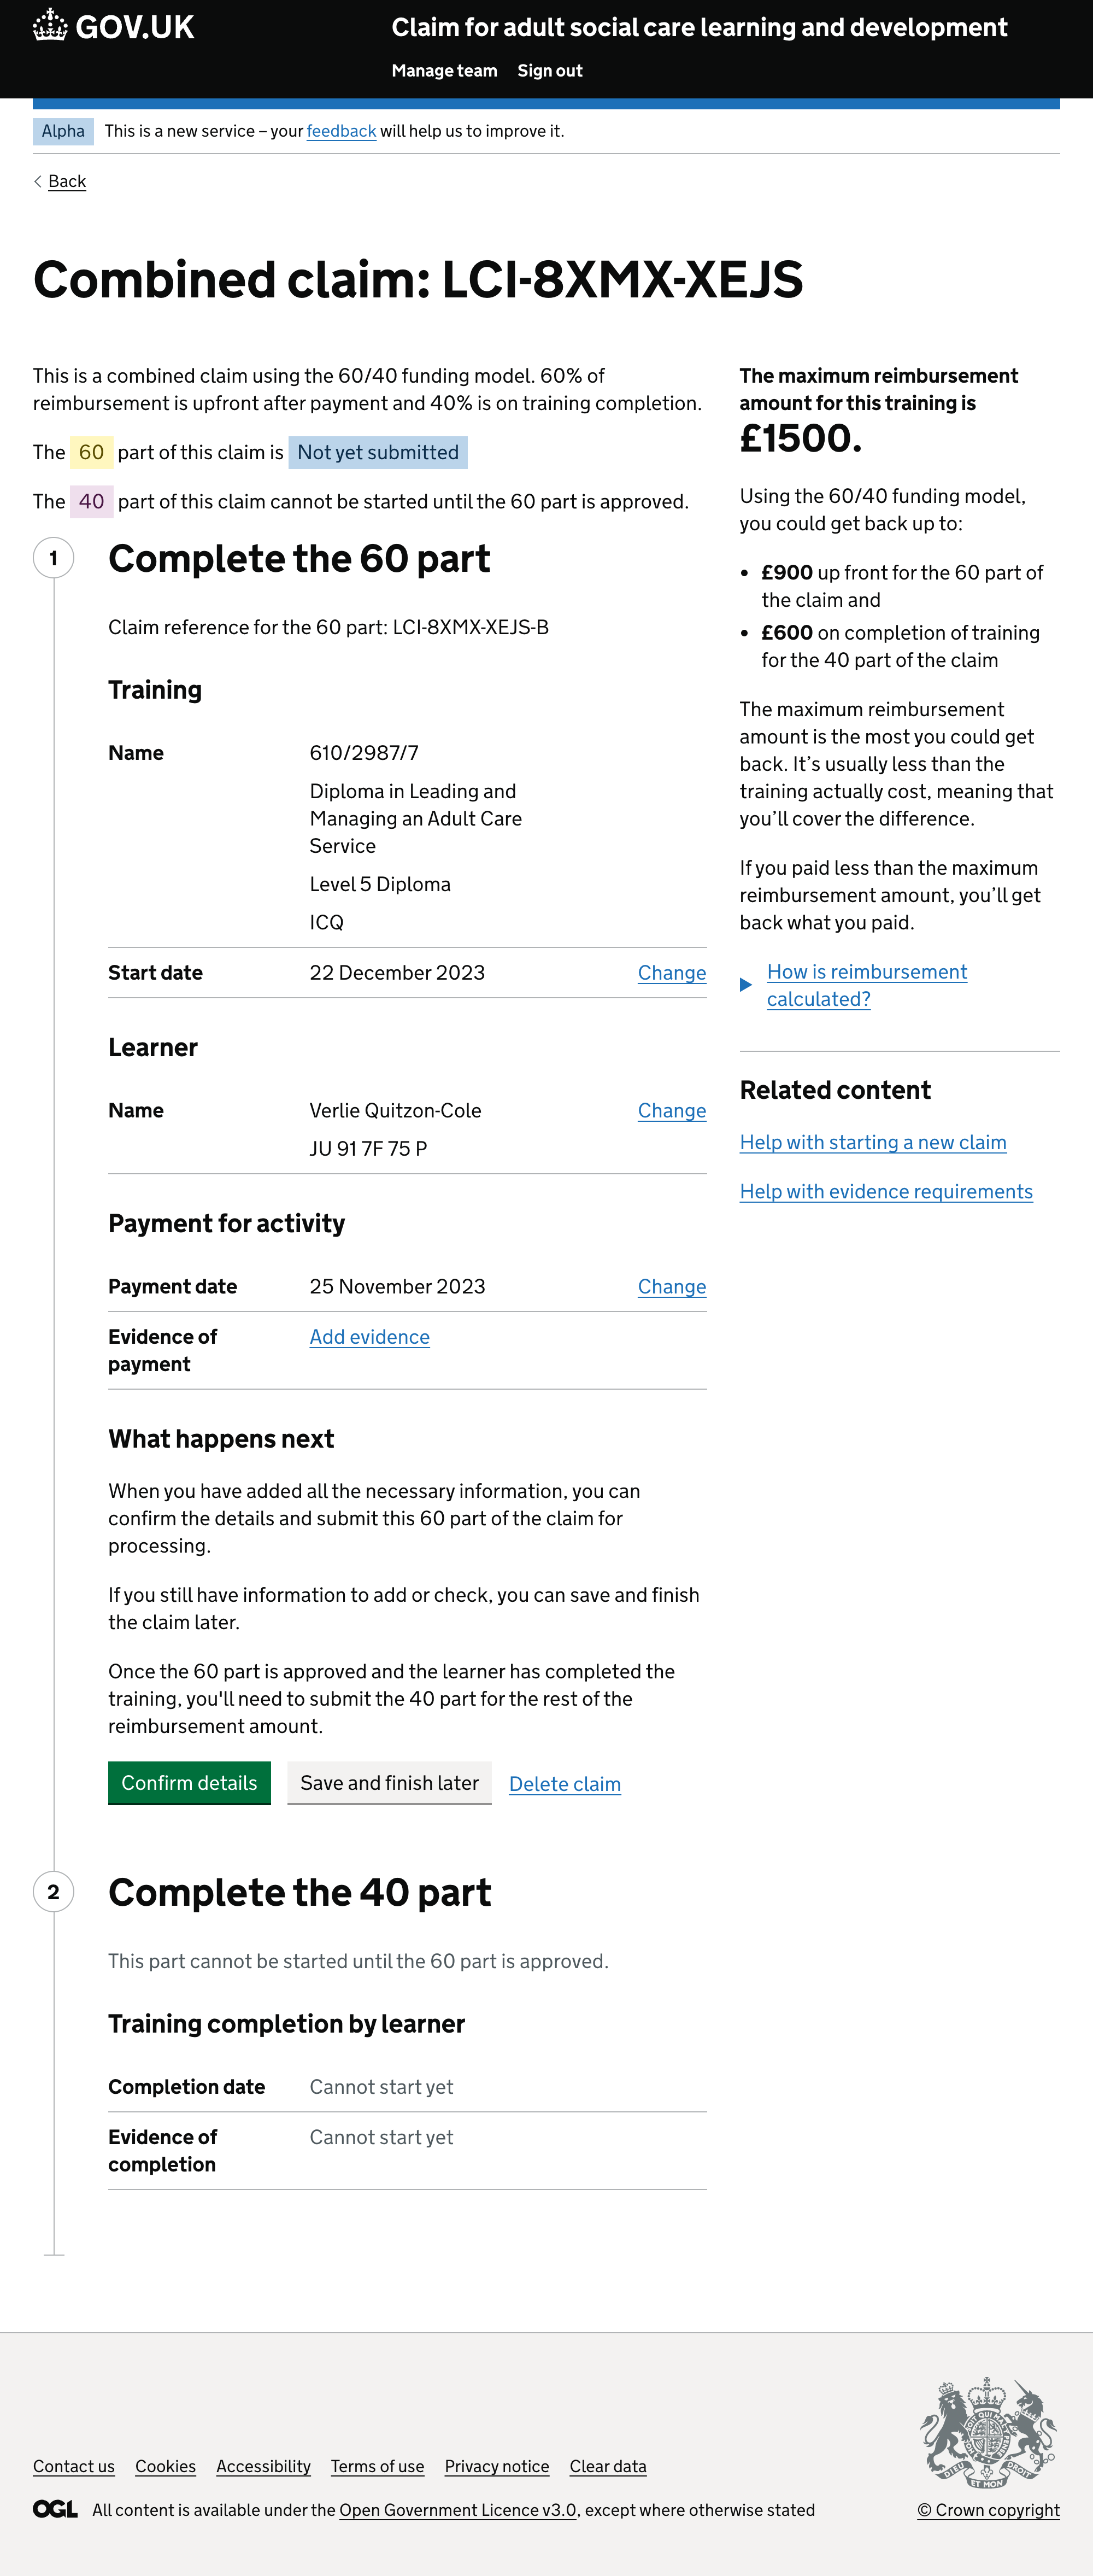 GOV.UK
Claim for adult social care learning and development
Manage team Sign out
Alpha This is a new service – your feedback will help us to improve it.
Back
Combined claim: LCI-8XMX-XEJS
This is a combined claim using the 60/40 funding model. 60% of
reimbursement is upfront after payment and 40% is on training completion.
The 60 part of this claim is Not yet submitted
The 40 part of this claim cannot be started until the 60 part is approved.
1
Complete the 60 part
Claim reference for the 60 part: LCI-8XMX-XEJS-B
Training
Name 610/2987/7
Diploma in Leading and
Managing an Adult Care
Service
Level 5 Diploma
ICQ
Start date 22 December 2023 Change
Learner
Name Verlie Quitzon-Cole Change
JU 91 7F 75 P
Payment for activity
Payment date 25 November 2023 Change
Evidence of
payment
Add evidence
What happens next
When you have added all the necessary information, you can
confirm the details and submit this 60 part of the claim for
processing.
If you still have information to add or check, you can save and finish
the claim later.
Once the 60 part is approved and the learner has completed the
training, you'll need to submit the 40 part for the rest of the
reimbursement amount.
Confirm details Save and finish later Delete claim
2
Complete the 40 part
This part cannot be started until the 60 part is approved.
Training completion by learner
Completion date Cannot start yet
Evidence of
completion
Cannot start yet
The maximum reimbursement
amount for this training is
£1500.
Using the 60/40 funding model,
you could get back up to:
• £900 up front for the 60 part of
the claim and
• £600 on completion of training
for the 40 part of the claim
The maximum reimbursement
amount is the most you could get
back. It’s usually less than the
training actually cost, meaning that
you’ll cover the difference.
If you paid less than the maximum
reimbursement amount, you’ll get
back what you paid.
How is reimbursement
calculated?
Related content
Help with starting a new claim
Help with evidence requirements
Contact us Cookies Accessibility Terms of use Privacy notice Clear data
OGL All content is available under the Open Government Licence v3.0, except where otherwise stated
© Crown copyright
DIEU ET MON DROIT